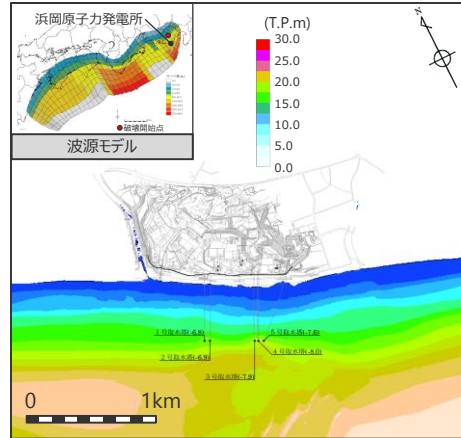 浜岡原子力発電所
●破壊開始点
波源モデル
(T.P.m)
30.0
25.0
20.0
15.0
10.0
5.0
0.0
N
1号取水塔(-6.8)
5号取水塔(-7.6)
2号取水塔(-6.9)
4号取水塔(-8.0)
3号取水塔(-7.9)
0 1km